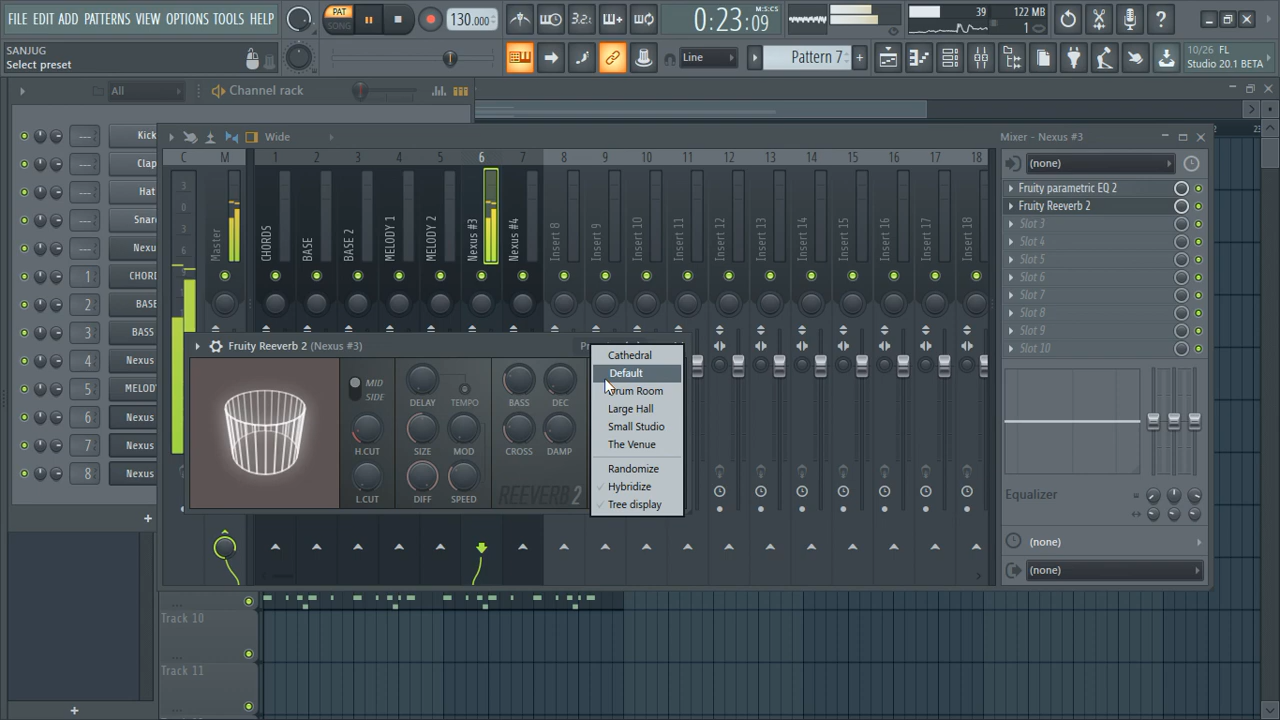 FILE EDIT ADD PATTERNS VIEW OPTIONS TOOLS HELP
PAT
SONG
130.000
3.2.
0:23:09
M:S:CS
39
122 MB
1
SANJUG
Select preset
Line
Pattern 7
10/26 FL
Studio 20.1 BETA
All
Channel rack
Wide
Mixer - Nexus #3
C M 1 2 3 4 5 6 7 8 9 10 11 12 13 14 15 16 17 18
Kick
Clap
Hat
Snare
Nexu
1 CHORD
2 BASE
3 BASS
4 Nexus
5 MELOD
6 Nexus
7 Nexus
8 Nexus
3
0
3
6
9
Master
CHORDS
BASE
BASE 2
MELODY 1
MELODY 2
Nexus #3
Nexus #4
Insert 8
Insert 9
Insert 10
Insert 11
Insert 12
Insert 13
Insert 14
Insert 15
Insert 16
Insert 17
Insert 18
(none)
Fruity parametric EQ 2
Fruity Reeverb 2
Slot 3
Slot 4
Slot 5
Slot 6
Slot 7
Slot 8
Slot 9
Slot 10
Equalizer
(none)
(none)
Fruity Reeverb 2 (Nexus #3)
MID
SIDE
H.CUT
L.CUT
DELAY
TEMPO
SIZE
MOD
DIFF
SPEED
BASS
DEC
CROSS
DAMP
REEVERB 2
Cathedral
Default
Drum Room
Large Hall
Small Studio
The Venue
Randomize
Hybridize
Tree display
Track 10
Track 11